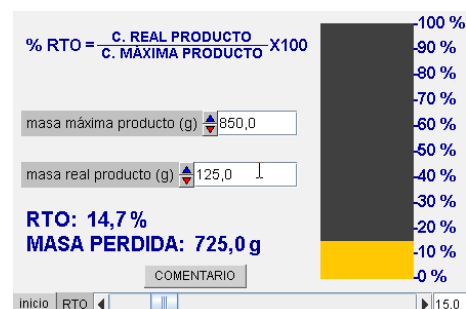 % RTO = C. REAL PRODUCTO X100
C. MÁXIMA PRODUCTO
masa máxima producto (g) 850,0
masa real producto (g) 125,0
RTO: 14,7 %
MASA PERDIDA: 725,0 g
COMENTARIO
100 %
90 %
80 %
70 %
60 %
50 %
40 %
30 %
20 %
10 %
0 %
inicio RTO 15.0